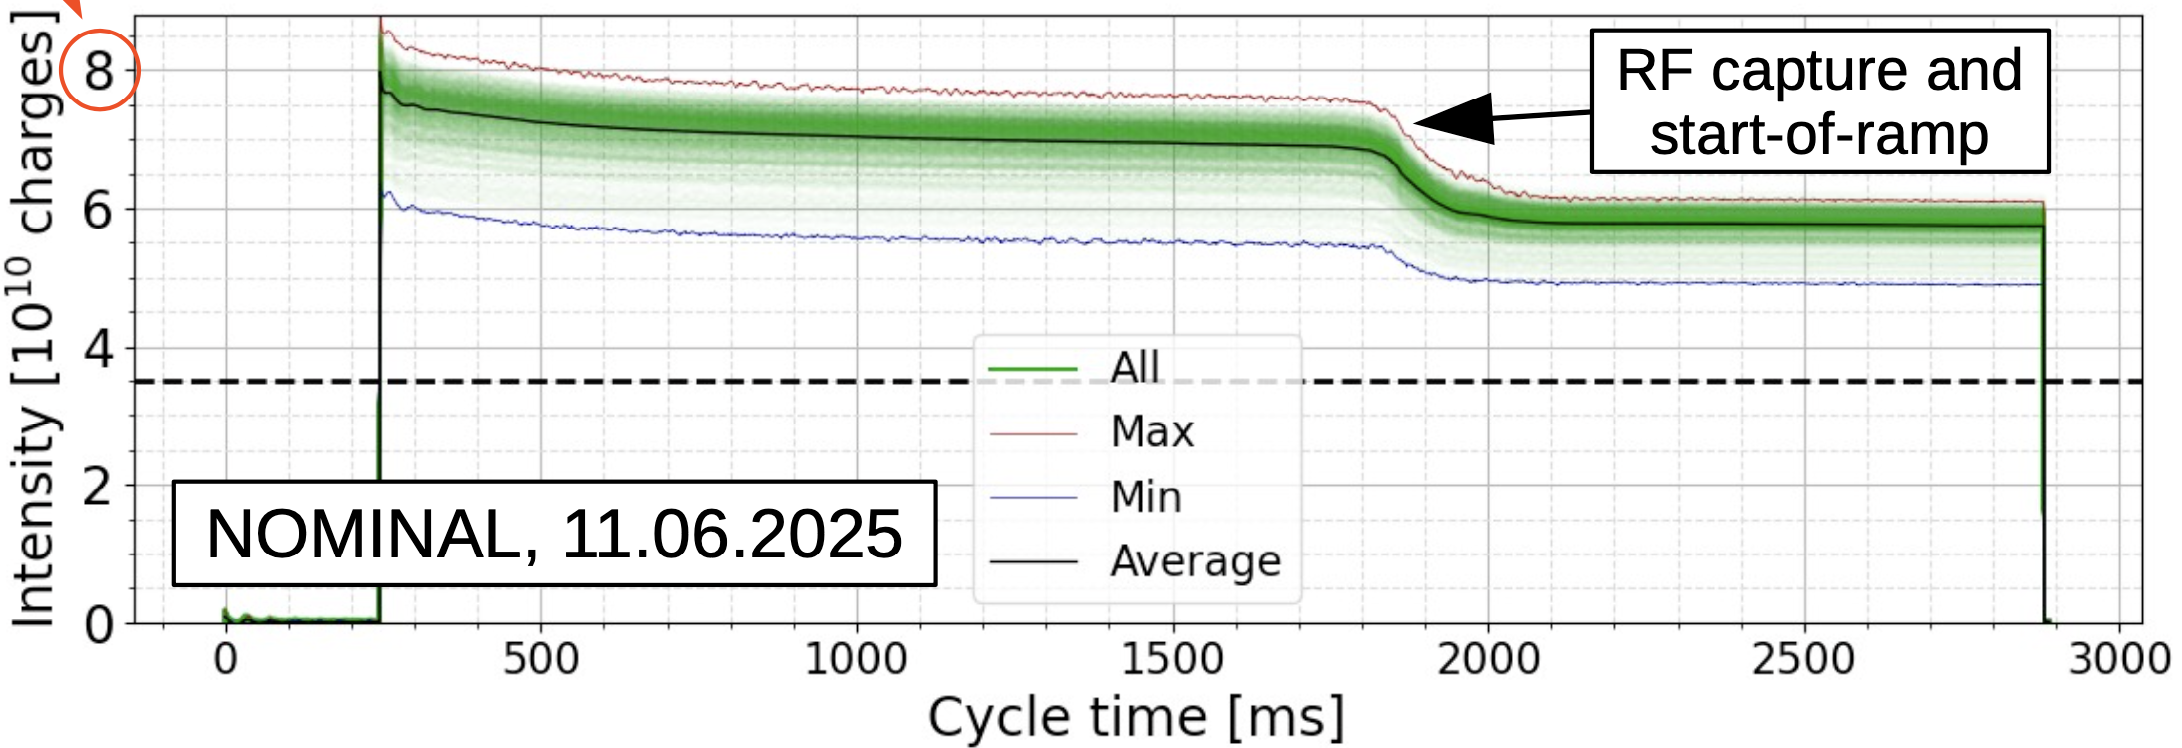 Intensity [10¹⁰ charges]
8
6
4
2
0
RF capture and
start-of-ramp
All
Max
Min
Average
NOMINAL, 11.06.2025
0 500 1000 1500 2000 2500 3000
Cycle time [ms]